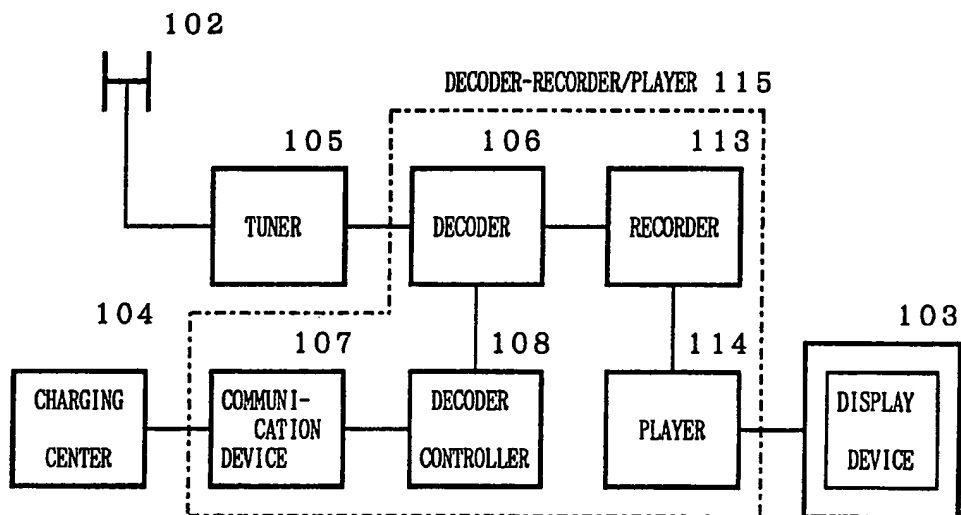 102
DECODER-RECORDER/PLAYER 115
105
106
113
TUNER
DECODER
RECORDER
104
107
108
114
103
CHARGING
CENTER
COMMUNI-
CATION
DEVICE
DECODER
CONTROLLER
PLAYER
DISPLAY
DEVICE